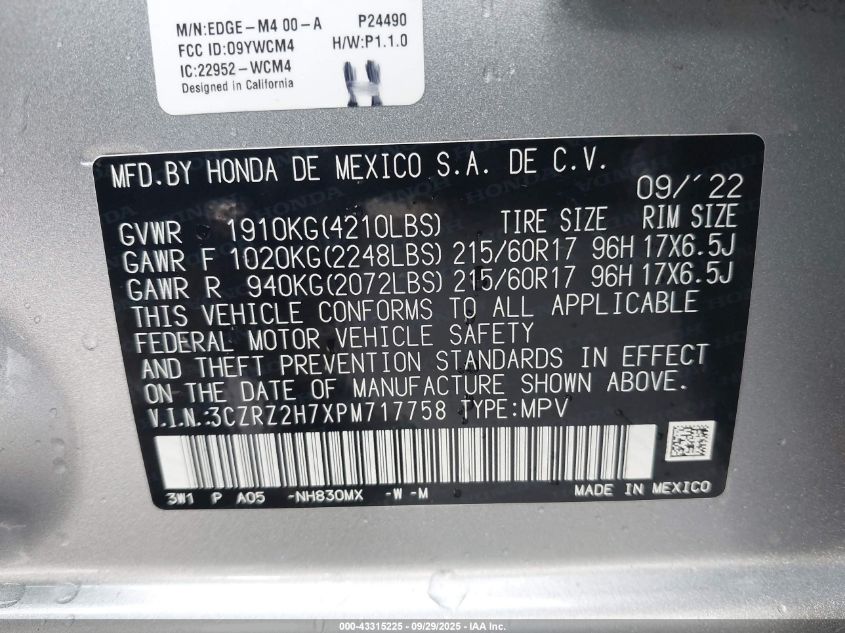 M/N:EDGE-M4 00-A P24490
FCC ID:O9YWCM4 H/W:P1.1.0
IC:22952-WCM4
Designed in California
MFD.BY HONDA DE MEXICO S.A. DE C.V.
09/'22
GVWR 1910KG(4210LBS) TIRE SIZE RIM SIZE
GAWR F 1020KG(2248LBS) 215/60R17 96H 17X6.5J
GAWR R 940KG(2072LBS) 215/60R17 96H 17X6.5J
THIS VEHICLE CONFORMS TO ALL APPLICABLE
FEDERAL MOTOR VEHICLE SAFETY
AND THEFT PREVENTION STANDARDS IN EFFECT
ON THE DATE OF MANUFACTURE SHOWN ABOVE.
V.I.N.:3CZRZ2H7XPM717758 TYPE:MPV
3W1 P A05 -NH830MX -W -M MADE IN MEXICO
000-43315225 - 09/29/2025 - IAA Inc.